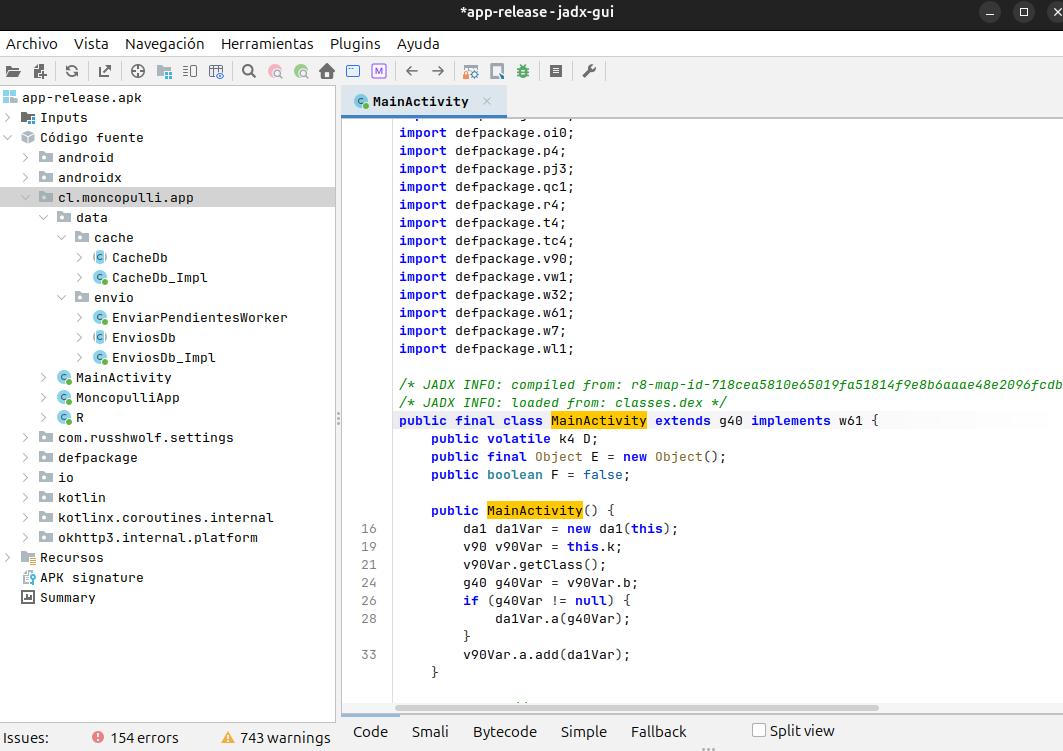 *app-release - jadx-gui
Archivo Vista Navegación Herramientas Plugins Ayuda
app-release.apk
Inputs
Código fuente
android
androidx
cl.moncopulli.app
data
cache
CacheDb
CacheDb_Impl
envio
EnviarPendientesWorker
EnviosDb
EnviosDb_Impl
MainActivity
MoncopulliApp
R
com.russhwolf.settings
defpackage
io
kotlin
kotlinx.coroutines.internal
okhttp3.internal.platform
Recursos
APK signature
Summary
Issues: 154 errors 743 warnings
MainActivity
import defpackage.oi0;
import defpackage.p4;
import defpackage.pj3;
import defpackage.qc1;
import defpackage.r4;
import defpackage.t4;
import defpackage.tc4;
import defpackage.v90;
import defpackage.vw1;
import defpackage.w32;
import defpackage.w61;
import defpackage.w7;
import defpackage.wl1;
/* JADX INFO: compiled from: r8-map-id-718cea5810e65019fa51814f9e8b6aaae48e2096fcdb
/* JADX INFO: loaded from: classes.dex */
public final class MainActivity extends g40 implements w61 {
public volatile k4 D;
public final Object E = new Object();
public boolean F = false;
public MainActivity() {
16 da1 da1Var = new da1(this);
19 v90 v90Var = this.k;
21 v90Var.getClass();
24 g40 g40Var = v90Var.b;
26 if (g40Var != null) {
28 da1Var.a(g40Var);
}
33 v90Var.a.add(da1Var);
}
Code Smali Bytecode Simple Fallback Split view